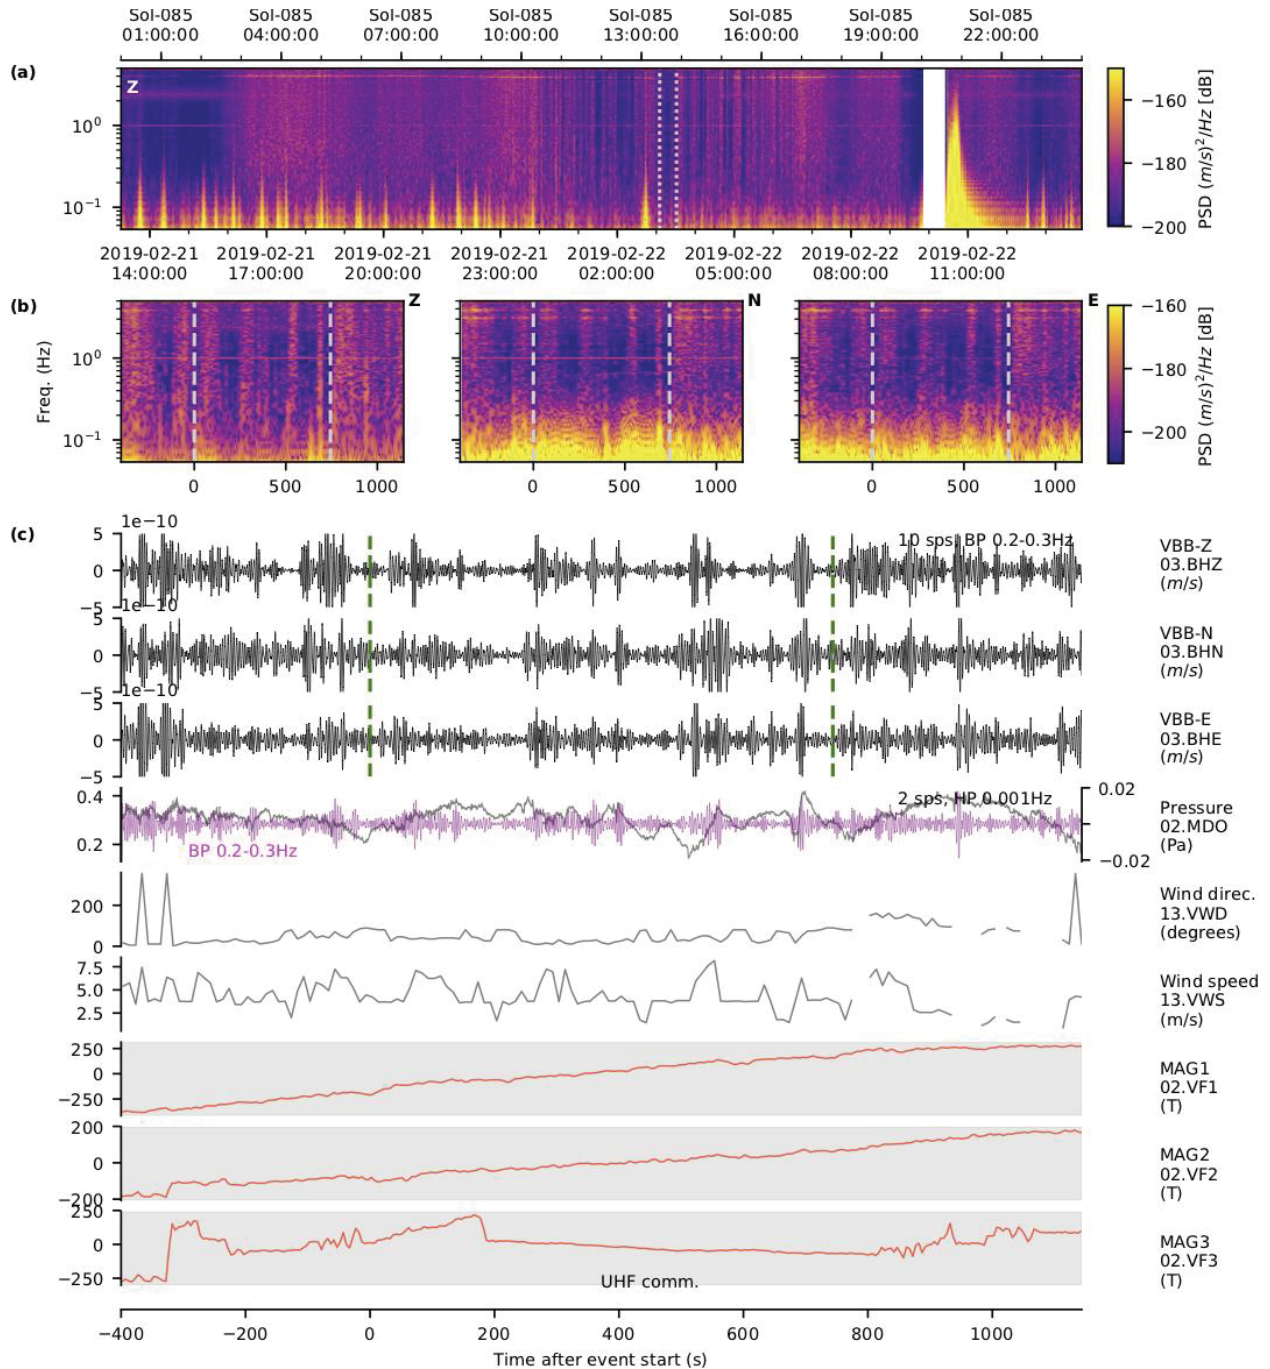 Sol-085 Sol-085 Sol-085 Sol-085 Sol-085 Sol-085 Sol-085 Sol-085
01:00:00 04:00:00 07:00:00 10:00:00 13:00:00 16:00:00 19:00:00 22:00:00
(a)
Z
10⁰
10⁻¹
−160
−180
−200
PSD (m/s)²/Hz [dB]
2019-02-21 2019-02-21 2019-02-21 2019-02-21 2019-02-22 2019-02-22 2019-02-22 2019-02-22
14:00:00 17:00:00 20:00:00 23:00:00 02:00:00 05:00:00 08:00:00 11:00:00
(b)
Z N E
Freq. (Hz)
10⁰
10⁻¹
−160
−180
−200
PSD (m/s)²/Hz [dB]
0 500 1000 0 500 1000 0 500 1000
(c)
1e−10
5
0
−5
10 sps, BP 0.2-0.3Hz
VBB-Z
03.BHZ
(m/s)
1e−10
5
0
−5
VBB-N
03.BHN
(m/s)
1e−10
5
0
−5
VBB-E
03.BHE
(m/s)
0.4
0.2
2 sps, HP 0.001Hz
BP 0.2-0.3Hz
0.02
−0.02
Pressure
02.MDO
(Pa)
200
0
Wind direc.
13.VWD
(degrees)
7.5
5.0
2.5
Wind speed
13.VWS
(m/s)
250
0
−250
MAG1
02.VF1
(T)
200
0
−200
MAG2
02.VF2
(T)
250
0
−250
MAG3
02.VF3
(T)
UHF comm.
−400 −200 0 200 400 600 800 1000
Time after event start (s)